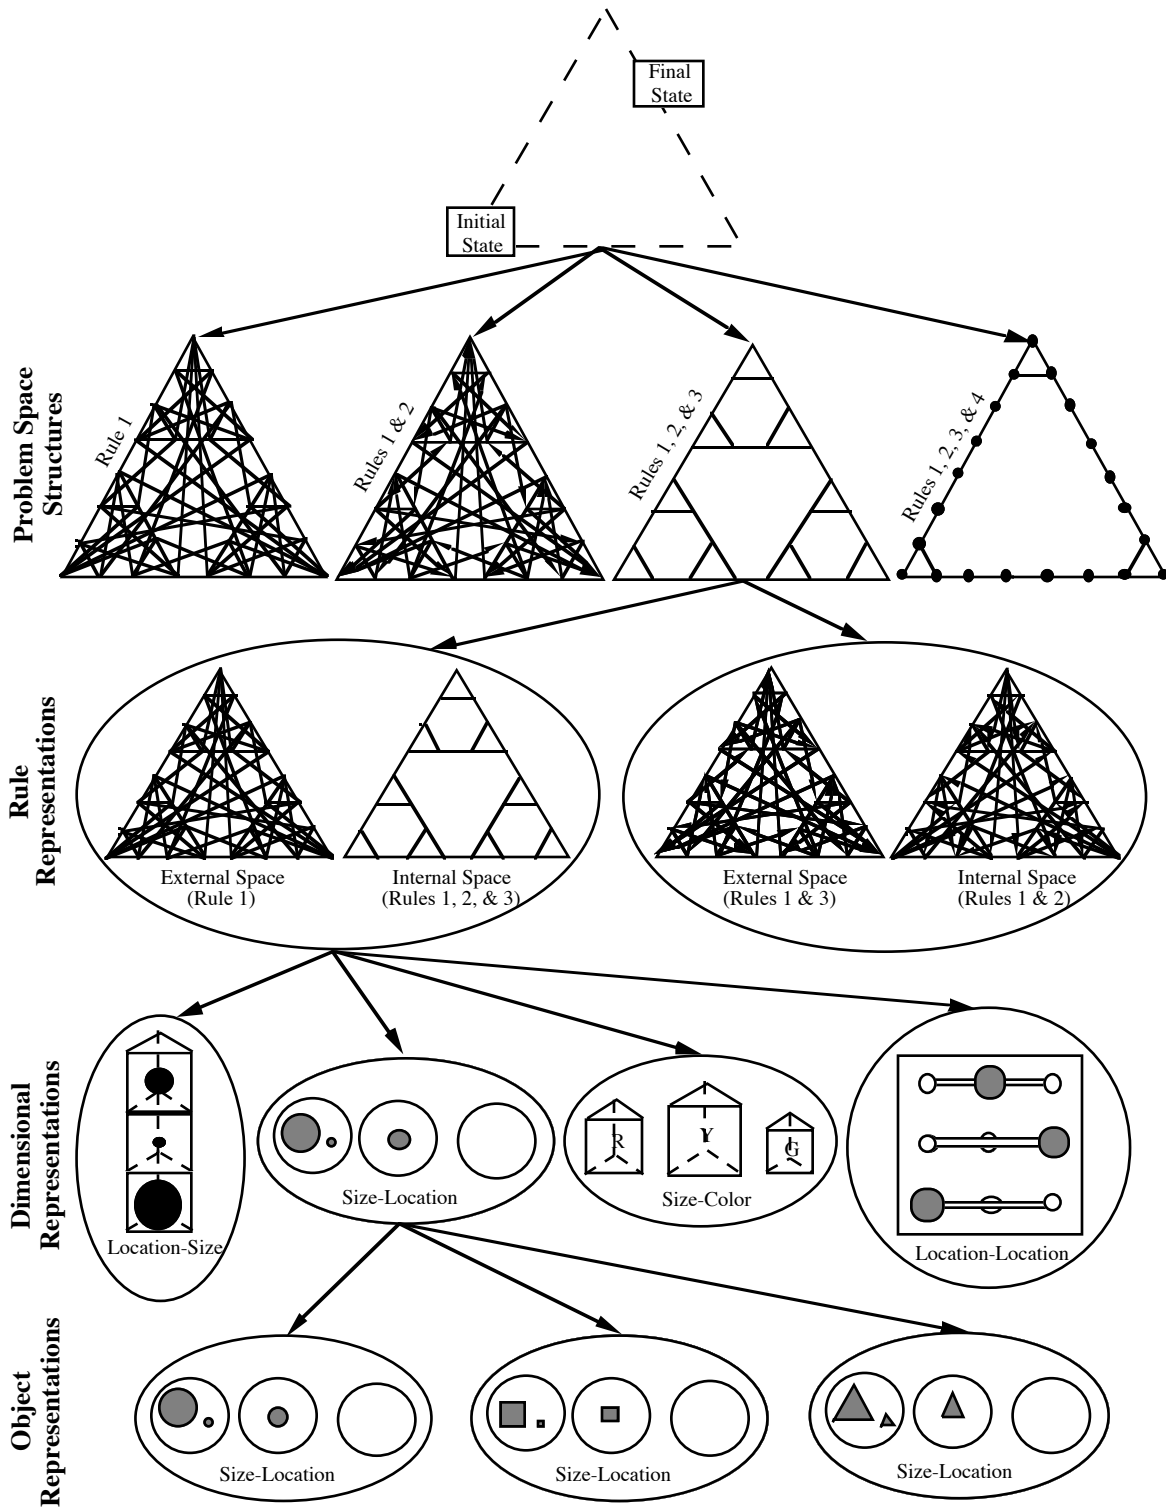 Final
State
Initial
State
Problem Space
Structures
Rule 1
Rules 1 & 2
Rules 1, 2, & 3
Rules 1, 2, 3, & 4
Rule
Representations
External Space
(Rule 1)
Internal Space
(Rules 1, 2, & 3)
External Space
(Rules 1 & 3)
Internal Space
(Rules 1 & 2)
Dimensional
Representations
R
Y
G
Location-Size
Size-Location
Size-Color
Location-Location
Object
Representations
Size-Location
Size-Location
Size-Location